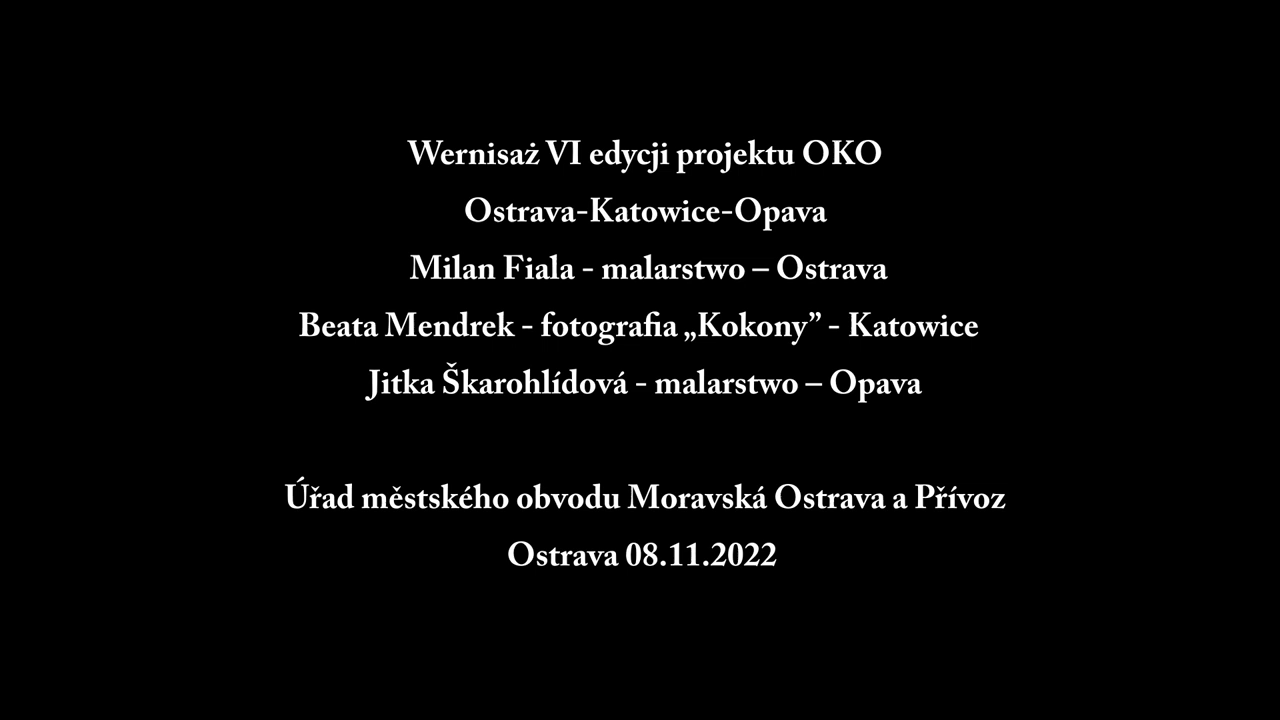 Wernisaż VI edycji projektu OKO
Ostrava-Katowice-Opava
Milan Fiala - malarstwo – Ostrava
Beata Mendrek - fotografia „Kokony” - Katowice
Jitka Škarohlídová - malarstwo – Opava
Úřad městského obvodu Moravská Ostrava a Přívoz
Ostrava 08.11.2022